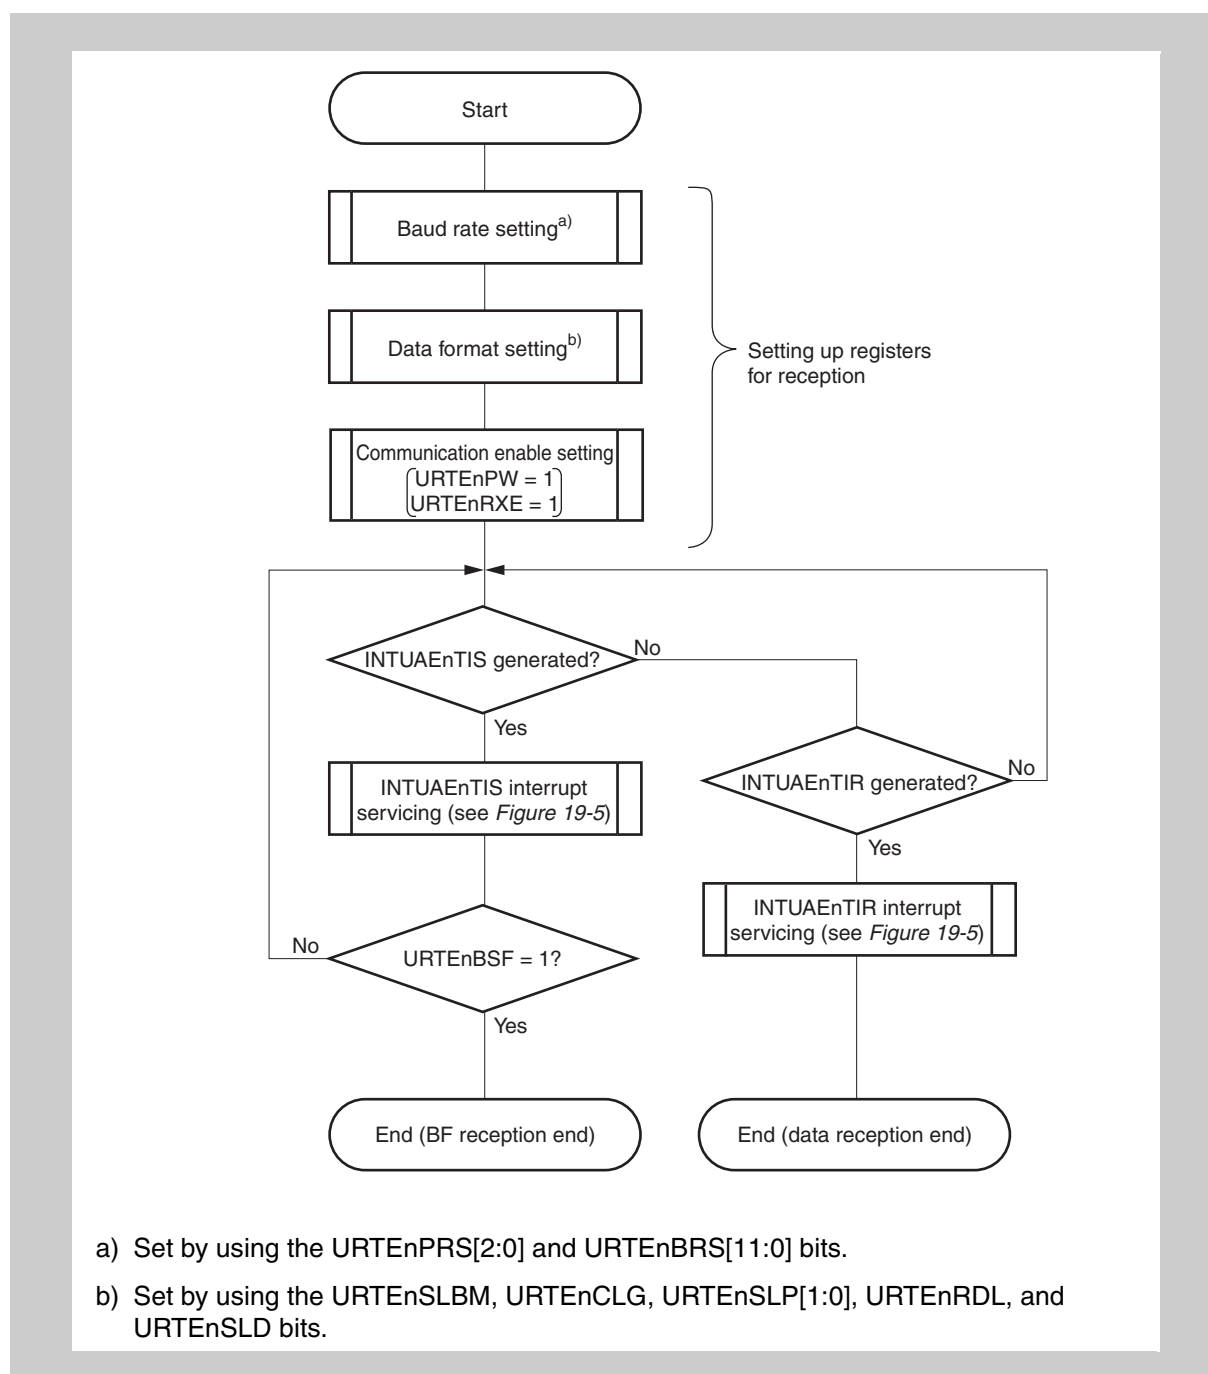 Start
Baud rate setting a)
Data format setting b)
Setting up registers
for reception
Communication enable setting
URTEnPW = 1
URTEnRXE = 1
INTUAEnTIS generated?
No
Yes
INTUAEnTIR generated?
No
INTUAEnTIS interrupt
servicing (see Figure 19-5)
Yes
INTUAEnTIR interrupt
servicing (see Figure 19-5)
No
URTEnBSF = 1?
Yes
End (BF reception end)
End (data reception end)
a) Set by using the URTEnPRS[2:0] and URTEnBRS[11:0] bits.
b) Set by using the URTEnSLBM, URTEnCLG, URTEnSLP[1:0], URTEnRDL, and
URTEnSLD bits.